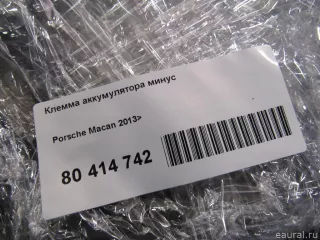 Клемма аккумулятора минус
Porsche Macan 2013>
80 414 742
eaural.ru